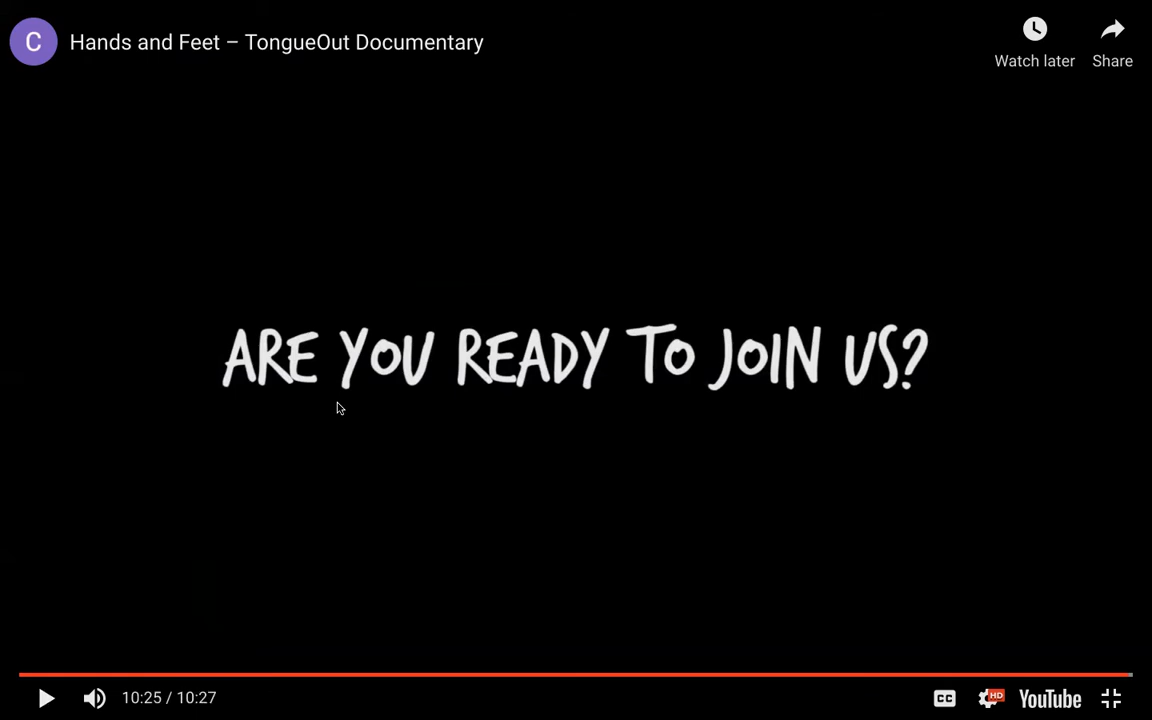 C
Hands and Feet – TongueOut Documentary
Watch later
Share
ARE YOU READY TO JOIN US?
10:25 / 10:27
CC
HD
YouTube